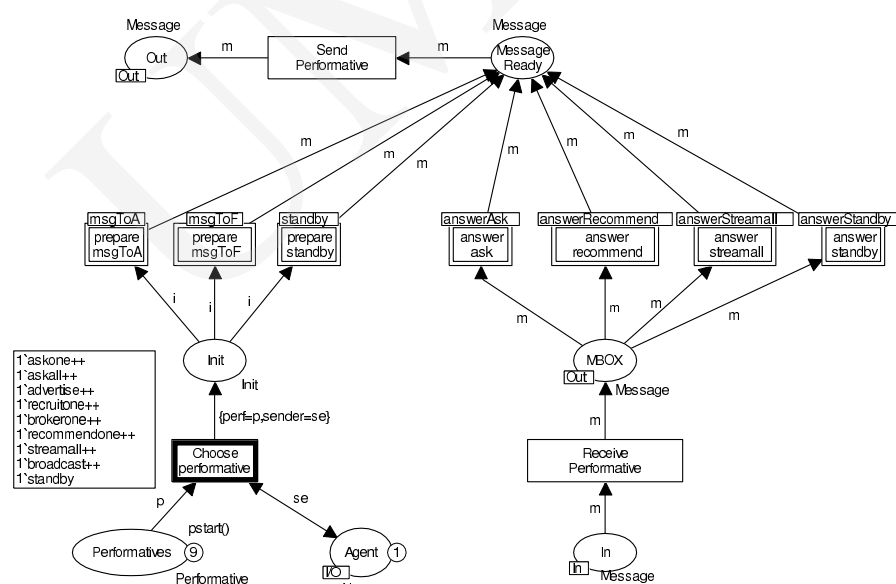 Message
Message
Out
m
Send
Performative
m
Message
Ready
Out
m
m
m
m
m
m
m
msgToA
msgToF
standby
answerAsk
answerRecommend
answerStreamall
answerStandby
prepare
msgToA
prepare
msgToF
prepare
standby
answer
ask
answer
recommend
answer
streamall
answer
standby
i
i
i
m
m
m
m
Init
MBOX
Out
Init
Message
1`askone++
1`askall++
1`advertise++
1`recruitone++
1`brokerone++
1`recommendone++
1`streamall++
1`broadcast++
1`standby
{perf=p,sender=se}
m
Choose
performative
Receive
Performative
p
se
m
pstart()
Performatives
9
Agent
1
In
I/O
In
Performative
Message